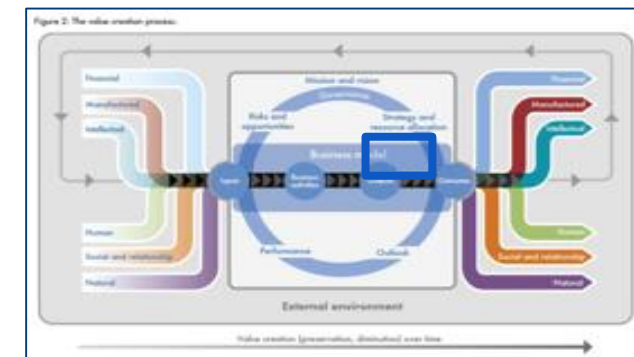 Figure 2: The value creation process.
Financial
Manufactured
Intellectual
Human
Social and relationship
Natural
Mission and vision
Governance
Risks and
opportunities
Strategy and
resource allocation
Business model
Inputs
Business
activities
Outcomes
Performance
Outlook
External environment
Financial
Manufactured
Intellectual
Human
Social and relationship
Natural
Value creation (preservation, diminution) over time